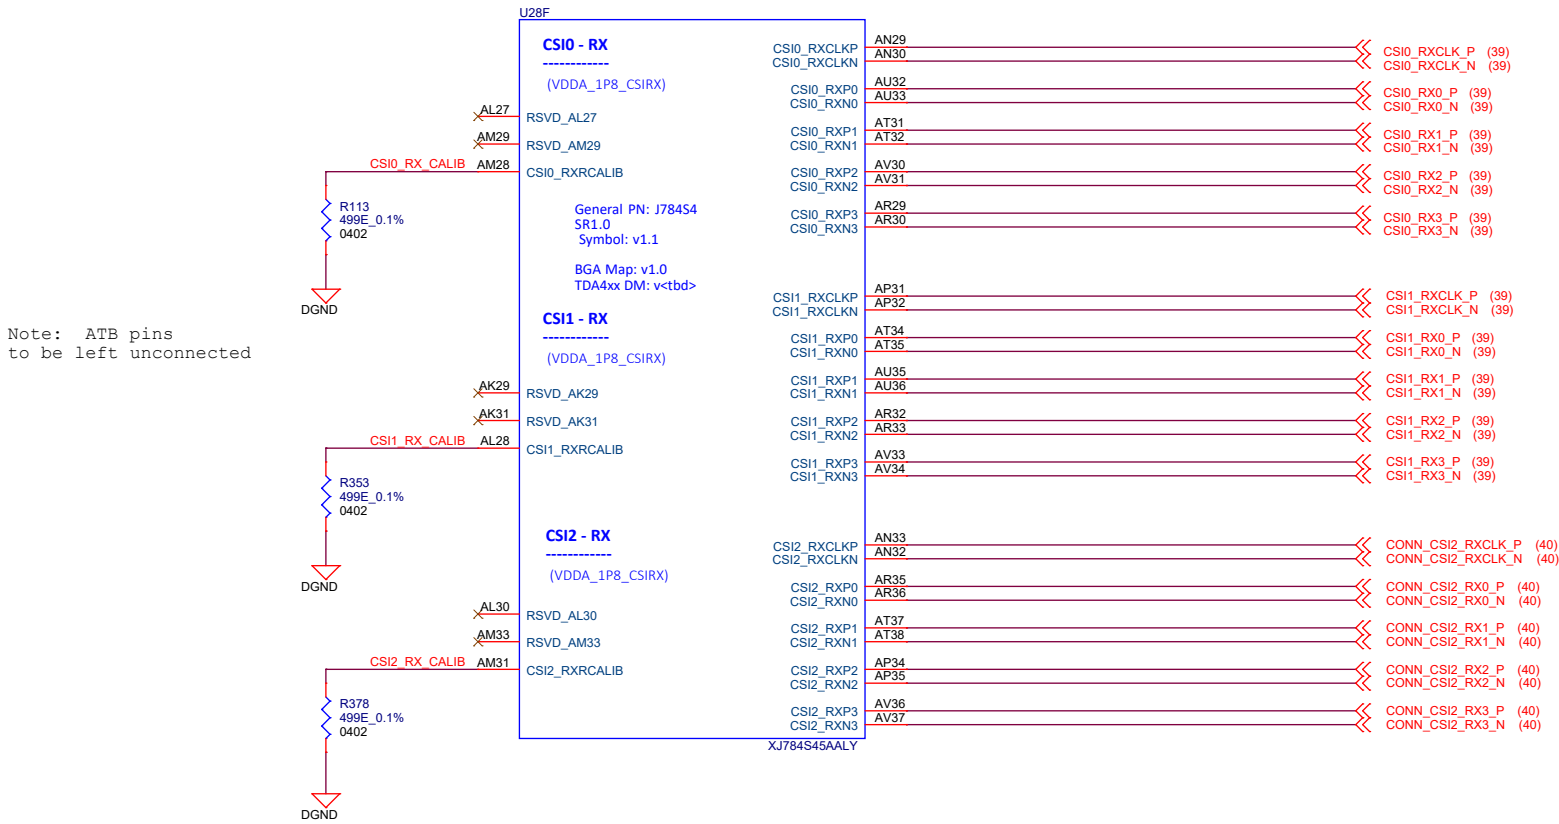 U28F
CSI0 - RX
------------
(VDDA_1P8_CSIRX)
AL27 RSVD_AL27
AM29 RSVD_AM29
CSI0_RX_CALIB AM28 CSI0_RXRCALIB
R113
499E_0.1%
0402
DGND
General PN: J784S4
SR1.0
Symbol: v1.1
BGA Map: v1.0
TDA4xx DM: v<tbd>
Note: ATB pins
to be left unconnected
CSI1 - RX
------------
(VDDA_1P8_CSIRX)
AK29 RSVD_AK29
AK31 RSVD_AK31
CSI1_RX_CALIB AL28 CSI1_RXRCALIB
R353
499E_0.1%
0402
DGND
CSI2 - RX
------------
(VDDA_1P8_CSIRX)
AL30 RSVD_AL30
AM33 RSVD_AM33
CSI2_RX_CALIB AM31 CSI2_RXRCALIB
R378
499E_0.1%
0402
DGND
CSI0_RXCLKP AN29 CSI0_RXCLK_P (39)
CSI0_RXCLKN AN30 CSI0_RXCLK_N (39)
CSI0_RXP0 AU32 CSI0_RX0_P (39)
CSI0_RXN0 AU33 CSI0_RX0_N (39)
CSI0_RXP1 AT31 CSI0_RX1_P (39)
CSI0_RXN1 AT32 CSI0_RX1_N (39)
CSI0_RXP2 AV30 CSI0_RX2_P (39)
CSI0_RXN2 AV31 CSI0_RX2_N (39)
CSI0_RXP3 AR29 CSI0_RX3_P (39)
CSI0_RXN3 AR30 CSI0_RX3_N (39)
CSI1_RXCLKP AP31 CSI1_RXCLK_P (39)
CSI1_RXCLKN AP32 CSI1_RXCLK_N (39)
CSI1_RXP0 AT34 CSI1_RX0_P (39)
CSI1_RXN0 AT35 CSI1_RX0_N (39)
CSI1_RXP1 AU35 CSI1_RX1_P (39)
CSI1_RXN1 AU36 CSI1_RX1_N (39)
CSI1_RXP2 AR32 CSI1_RX2_P (39)
CSI1_RXN2 AR33 CSI1_RX2_N (39)
CSI1_RXP3 AV33 CSI1_RX3_P (39)
CSI1_RXN3 AV34 CSI1_RX3_N (39)
CSI2_RXCLKP AN33 CONN_CSI2_RXCLK_P (40)
CSI2_RXCLKN AN32 CONN_CSI2_RXCLK_N (40)
CSI2_RXP0 AR35 CONN_CSI2_RX0_P (40)
CSI2_RXN0 AR36 CONN_CSI2_RX0_N (40)
CSI2_RXP1 AT37 CONN_CSI2_RX1_P (40)
CSI2_RXN1 AT38 CONN_CSI2_RX1_N (40)
CSI2_RXP2 AP34 CONN_CSI2_RX2_P (40)
CSI2_RXN2 AP35 CONN_CSI2_RX2_N (40)
CSI2_RXP3 AV36 CONN_CSI2_RX3_P (40)
CSI2_RXN3 AV37 CONN_CSI2_RX3_N (40)
XJ784S45AALY